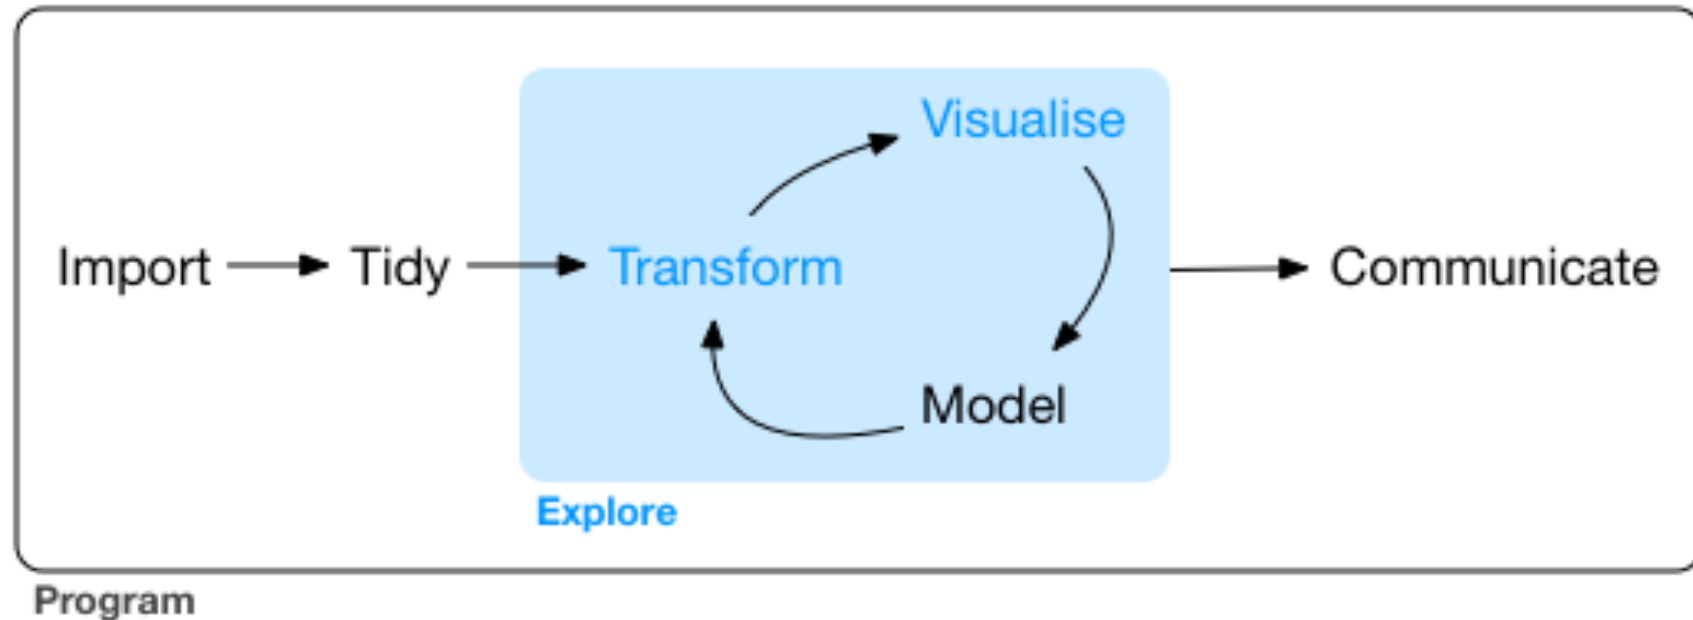 Visualise
Import Tidy Transform Communicate
Model
Explore
Program